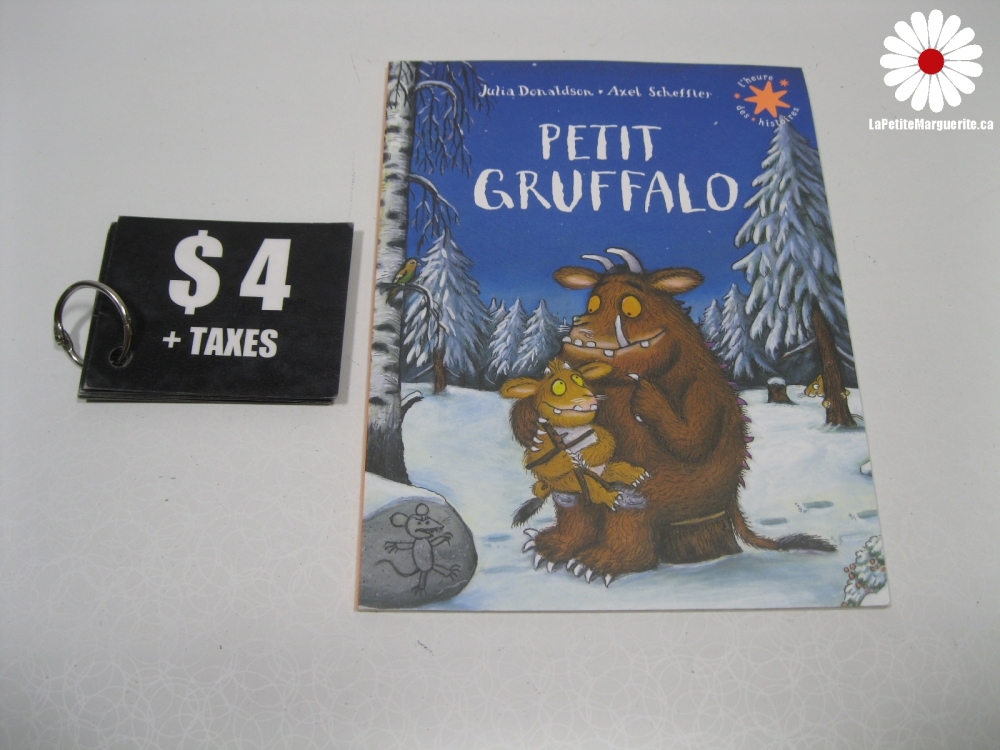 LaPetiteMarguerite.ca
Julia Donaldson • Axel Scheffler
l'heure
des • histoires
PETIT
GRUFFALO
$4
+ TAXES